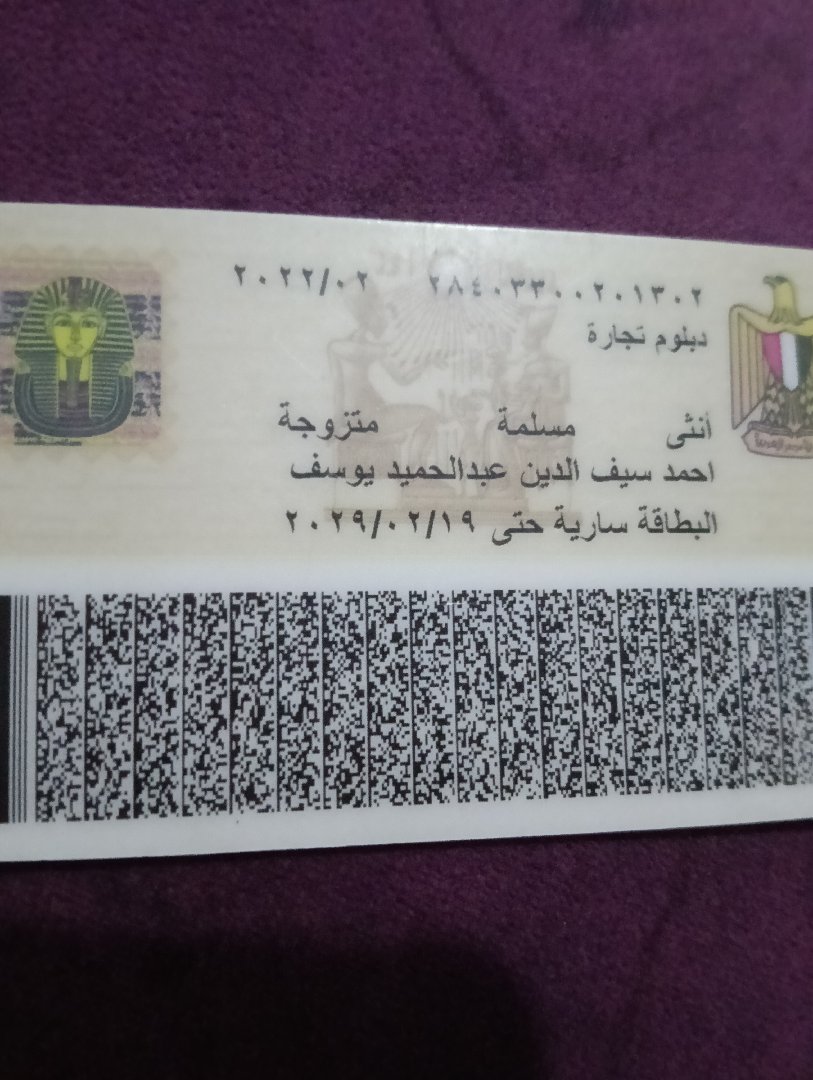 ٢٨٤٠٣٣٠٠٢٠١٣٠٢ ٢٠٢٢/٠٢
دبلوم تجارة
أنثى مسلمة متزوجة
احمد سيف الدين عبدالحميد يوسف
البطاقة سارية حتى ٢٠٢٩/٠٢/١٩